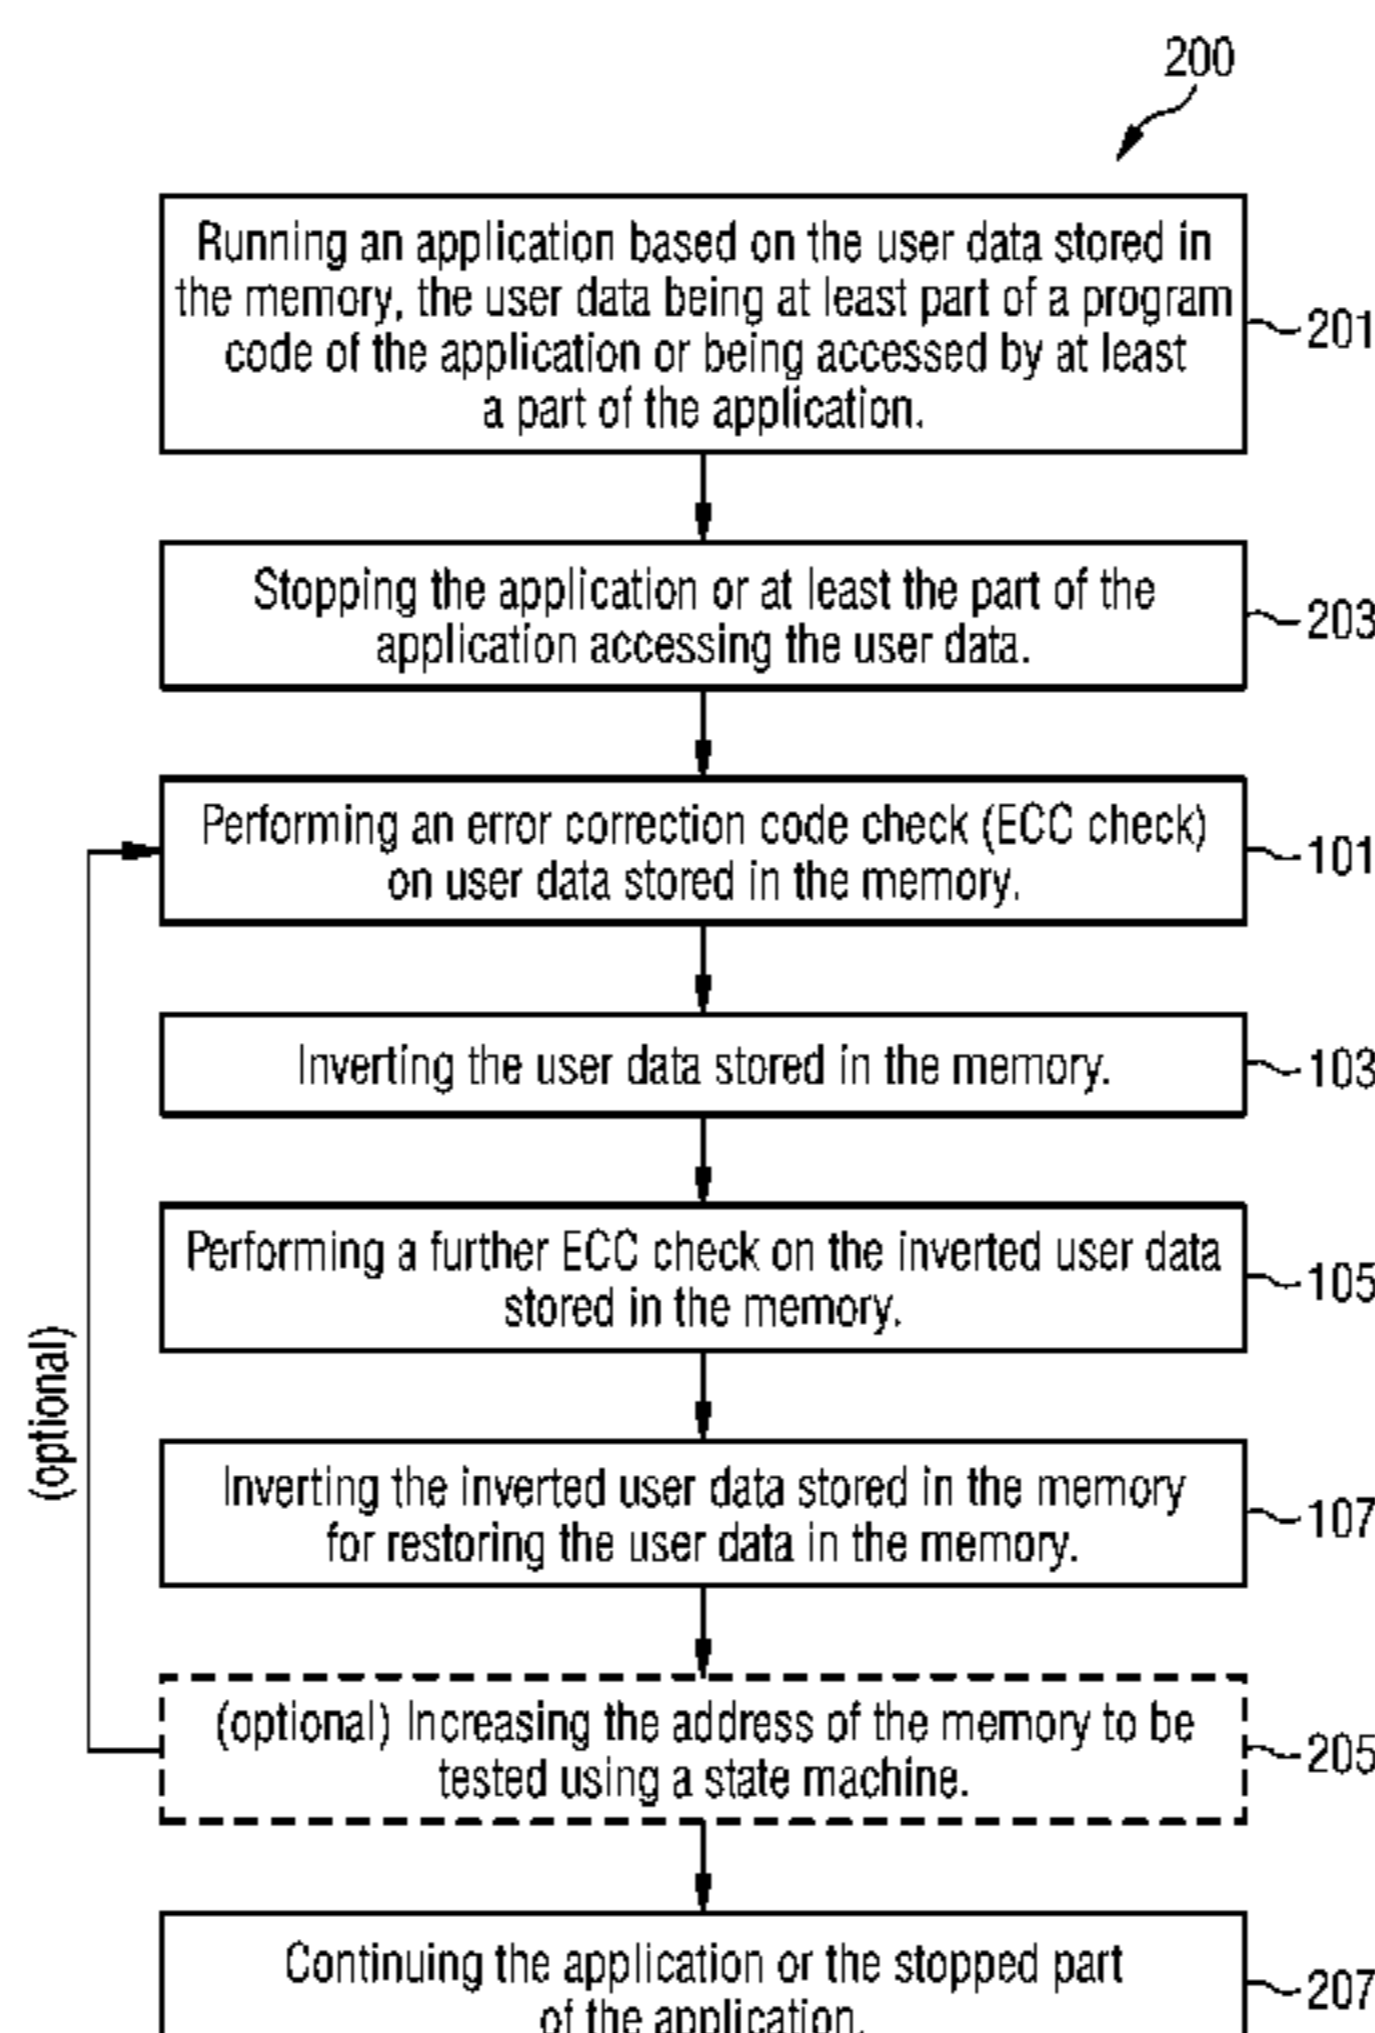 200
Running an application based on the user data stored in
the memory, the user data being at least part of a program
code of the application or being accessed by at least
a part of the application.
201
Stopping the application or at least the part of the
application accessing the user data.
203
Performing an error correction code check (ECC check)
on user data stored in the memory.
101
Inverting the user data stored in the memory.
103
Performing a further ECC check on the inverted user data
stored in the memory.
105
(optional)
Inverting the inverted user data stored in the memory
for restoring the user data in the memory.
107
(optional) Increasing the address of the memory to be
tested using a state machine.
205
Continuing the application or the stopped part
of the application.
207